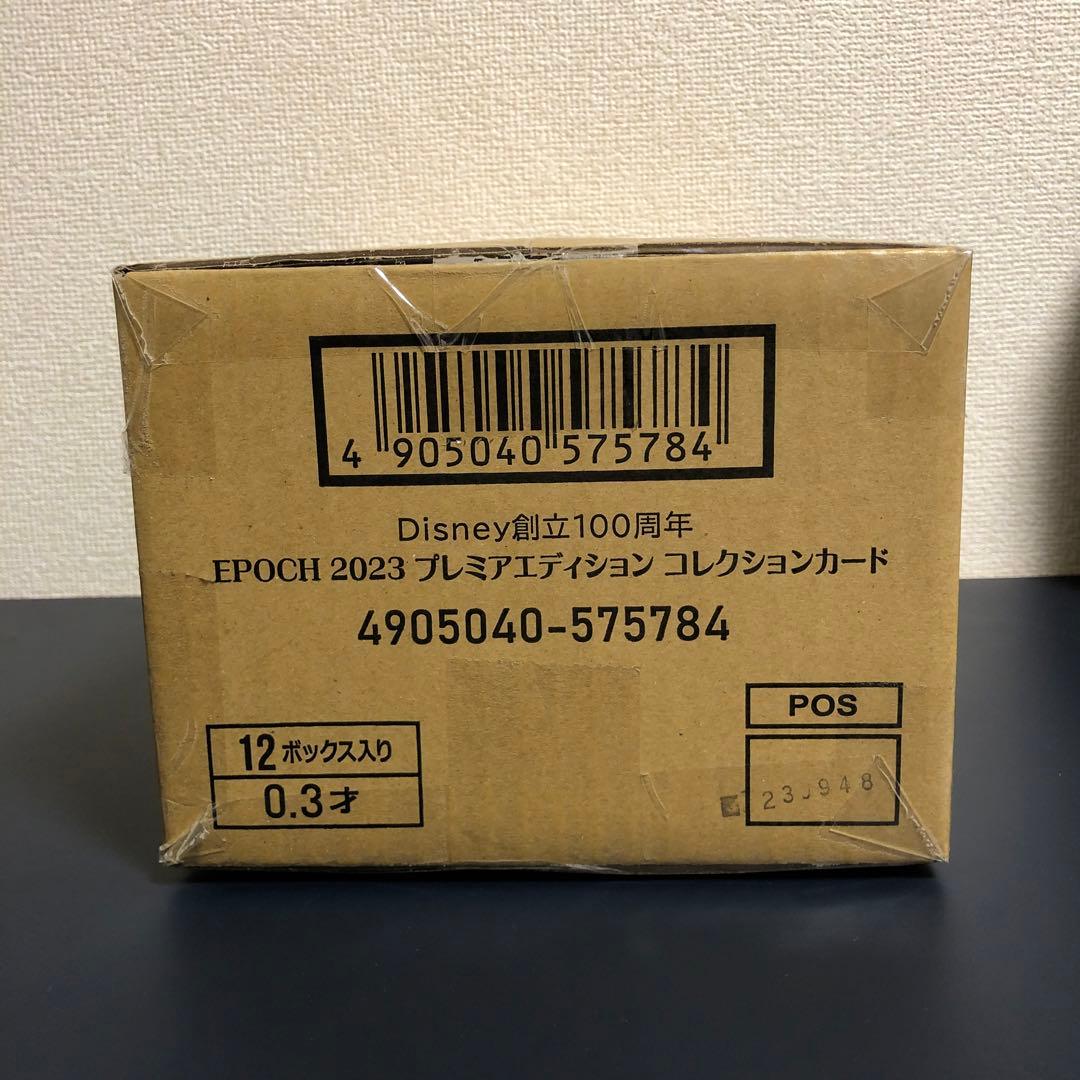 4 905040 575784
Disney創立100周年
EPOCH 2023 プレミアエディション コレクションカード
4905040-575784
12ボックス入り
0.3才
POS